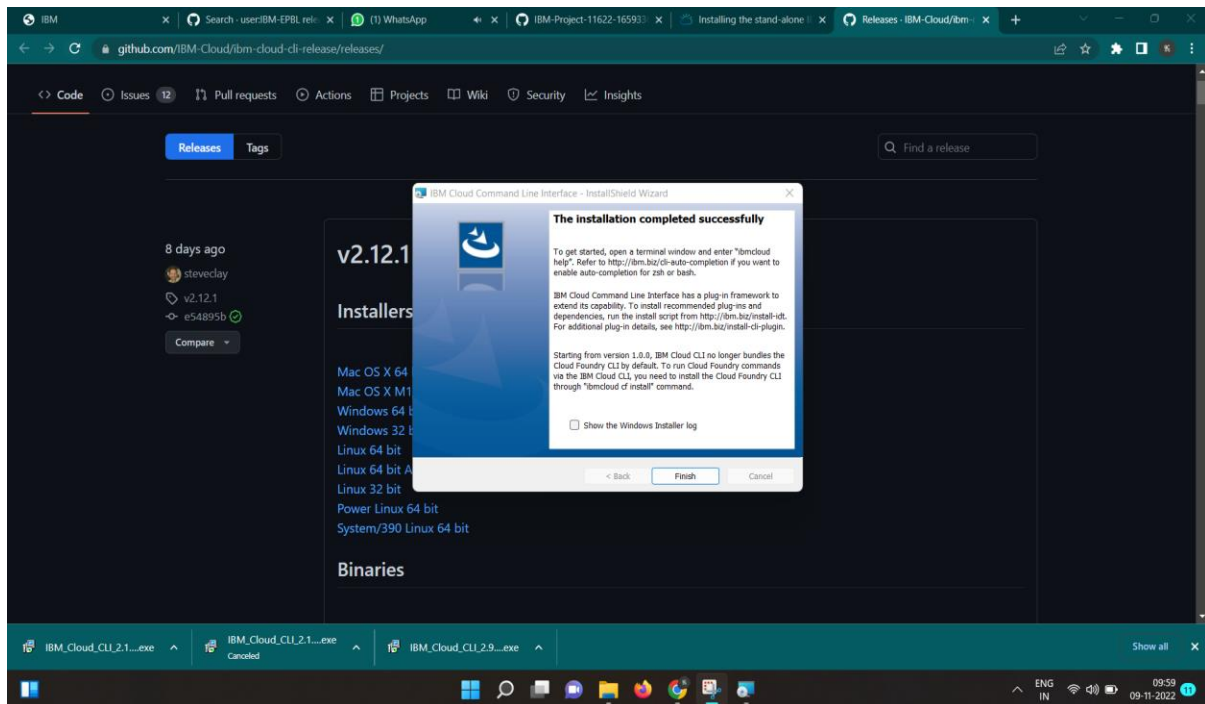 IBM
Search - user:IBM-EPBL rele
(1) WhatsApp
IBM-Project-11622-165933
Installing the stand-alone
Releases · IBM-Cloud/ibm-
github.com/IBM-Cloud/ibm-cloud-cli-release/releases/
K
Code
Issues 12
Pull requests
Actions
Projects
Wiki
Security
Insights
Releases
Tags
Find a release
8 days ago
steveclay
v2.12.1
e54895b
Compare
v2.12.1
Installers
Mac OS X 64
Mac OS X M1
Windows 64 b
Windows 32 b
Linux 64 bit
Linux 64 bit A
Linux 32 bit
Power Linux 64 bit
System/390 Linux 64 bit
Binaries
IBM Cloud Command Line Interface - InstallShield Wizard
The installation completed successfully
To get started, open a terminal window and enter "ibmcloud
help". Refer to http://ibm.biz/cli-auto-completion if you want to
enable auto-completion for zsh or bash.
IBM Cloud Command Line Interface has a plug-in framework to
extend its capability. To install recommended plug-ins and
dependencies, run the install script from http://ibm.biz/install-idt.
For additional plug-in details, see http://ibm.biz/install-cli-plugin.
Starting from version 1.0.0, IBM Cloud CLI no longer bundles the
Cloud Foundry CLI by default. To run Cloud Foundry commands
via the IBM Cloud CLI, you need to install the Cloud Foundry CLI
through "ibmcloud cf install" command.
Show the Windows Installer log
< Back
Finish
Cancel
IBM_Cloud_CLI_2.1....exe
IBM_Cloud_CLI_2.1....exe
Canceled
IBM_Cloud_CLI_2.9....exe
Show all
ENG
IN
09:59
09-11-2022
11